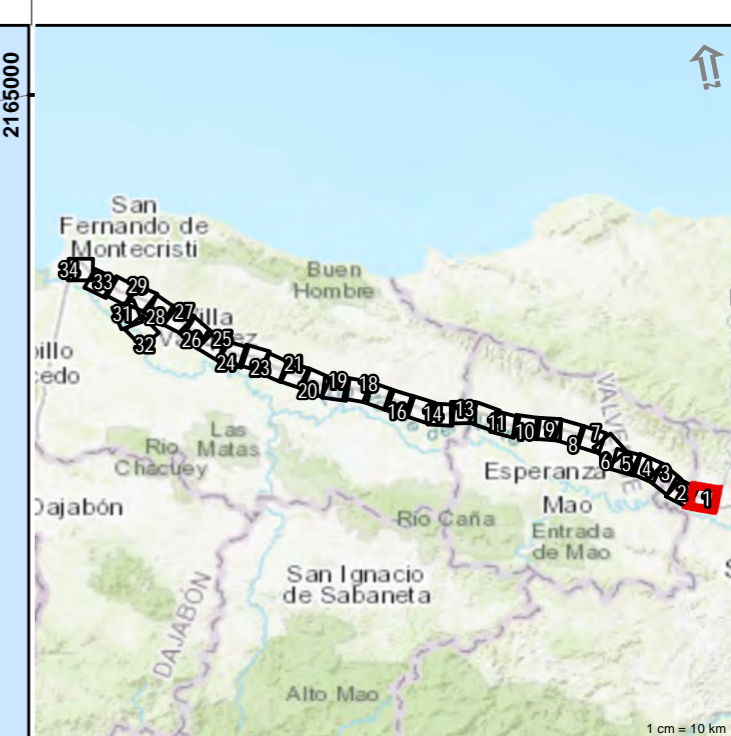 2165000
N
San
Fernando de
Montecristi
Buen
Hombre
34
33
29
31
28
27
Villa
32
26
25
24
23
21
20
19
18
16
14
13
11
10
9
8
7
6
5
4
3
2
1
VALVE
Las
Matas
Rio
Chacuey
Dajabón
DAJABÓN
Esperanza
Mao
Entrada
de Mao
Rio Caña
San Ignacio
de Sabaneta
Alto Mao
1 cm = 10 km